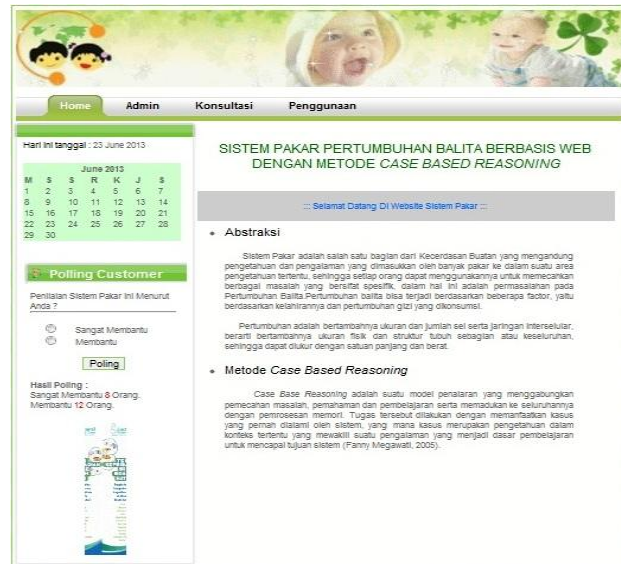 Home Admin Konsultasi Penggunaan
Hari Ini tanggal : 23 June 2013
June 2013
M S S R K J S
1 2 3 4 5 6 7
8 9 10 11 12 13 14
15 16 17 18 19 20 21
22 23 24 25 26 27 28
29 30
Polling Customer
Penilaian Sistem Pakar Ini Menurut
Anda ?
Sangat Membantu
Membantu
Poling
Hasil Poling :
Sangat Membantu 8 Orang.
Membantu 12 Orang.
SISTEM PAKAR PERTUMBUHAN BALITA BERBASIS WEB
DENGAN METODE CASE BASED REASONING
::: Selamat Datang Di Website Sistem Pakar :::
Abstraksi
Sistem Pakar adalah salah satu bagian dari Kecerdasan Buatan yang mengandung
pengetahuan dan pengalaman yang dimasukkan oleh banyak pakar ke dalam suatu area
pengetahuan tertentu, sehingga setiap orang dapat menggunakannya untuk memecahkan
berbagai masalah yang bersifat spesifik, dalam hal ini adalah permasalahan pada
Pertumbuhan Balita.Pertumbuhan balita bisa terjadi berdasarkan beberapa factor, yaitu
berdasarkan kelahirannya dan pertumbuhan gizi yang dikonsumsi.
Pertumbuhan adalah bertambahnya ukuran dan jumlah sel serta jaringan interselular,
berarti bertambahnya ukuran fisik dan struktur tubuh sebagian atau keseluruhan,
sehingga dapat diukur dengan satuan panjang dan berat.
Metode Case Based Reasoning
Case Base Reasoning adalah suatu model penalaran yang menggabungkan
pemecahan masalah, pemahaman dan pembelajaran serta memadukan ke seluruhannya
dengan pemrosesan memori. Tugas tersebut dilakukan dengan memanfaatkan kasus
yang pernah dialami oleh sistem, yang mana kasus merupakan pengetahuan dalam
konteks tertentu yang mewakili suatu pengalaman yang menjadi dasar pembelajaran
untuk mencapai tujuan sistem (Fanny Megawati, 2005).